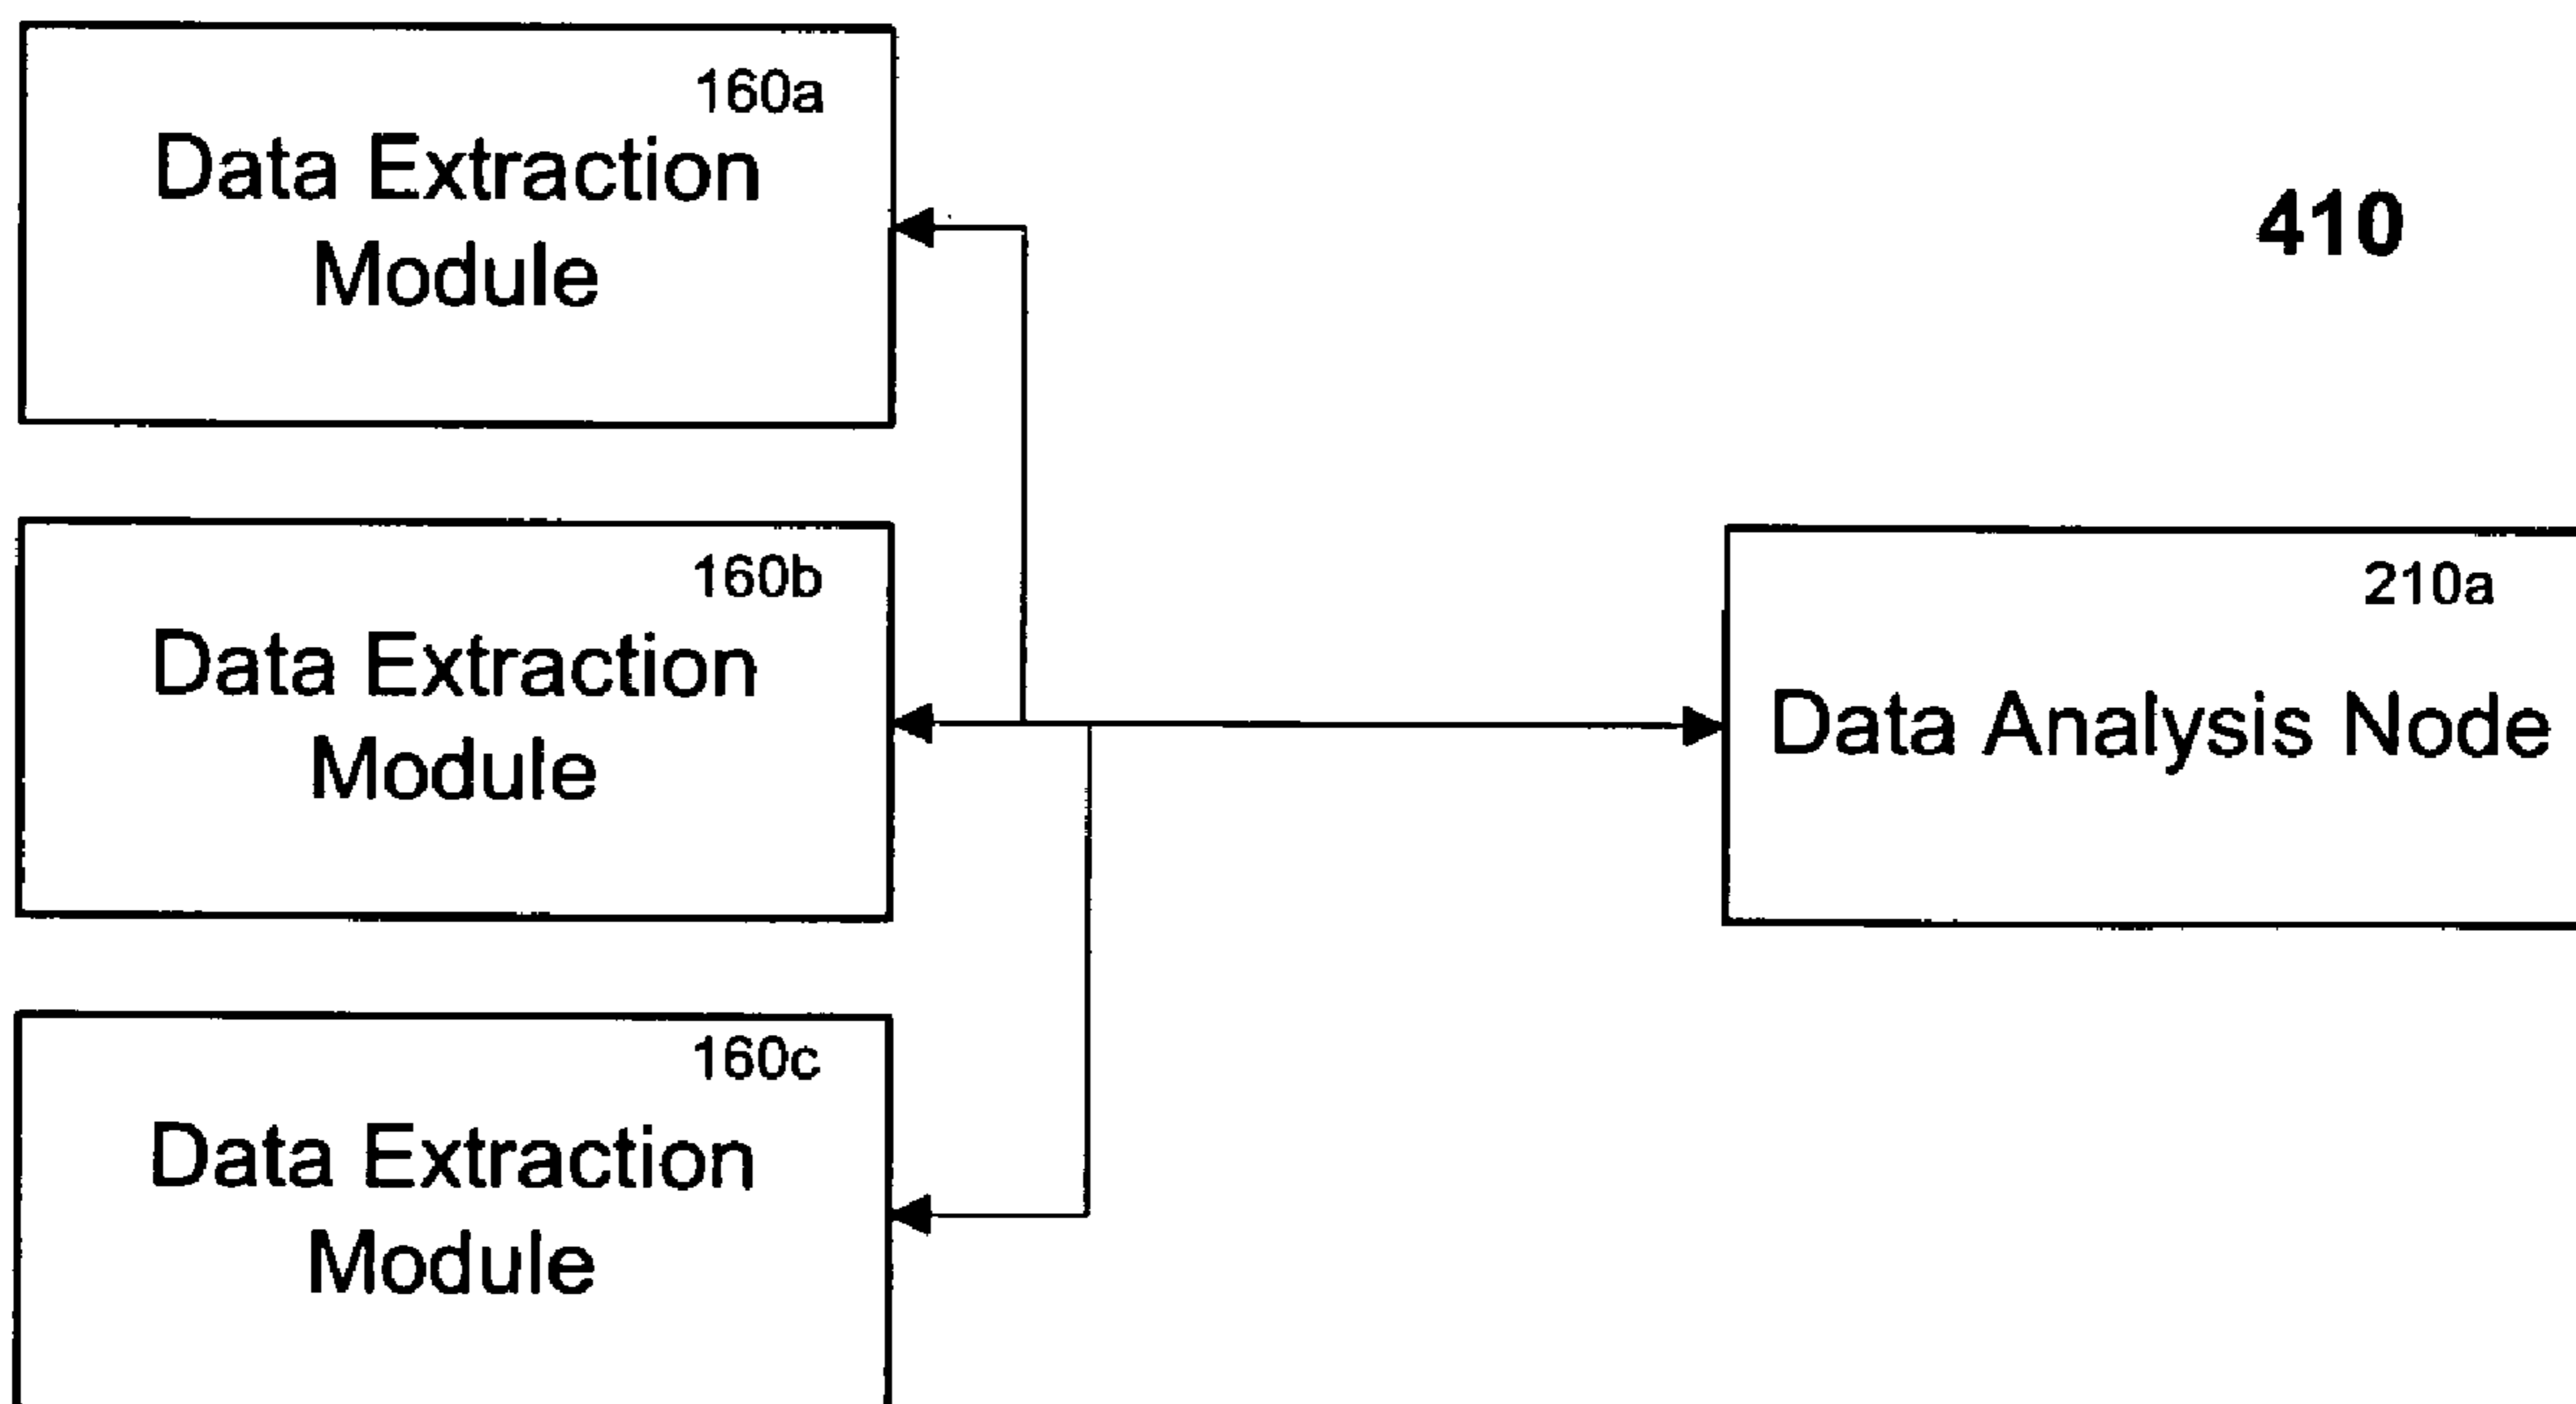 160a
Data Extraction
Module
410
160b
Data Extraction
Module
210a
Data Analysis Node
160c
Data Extraction
Module